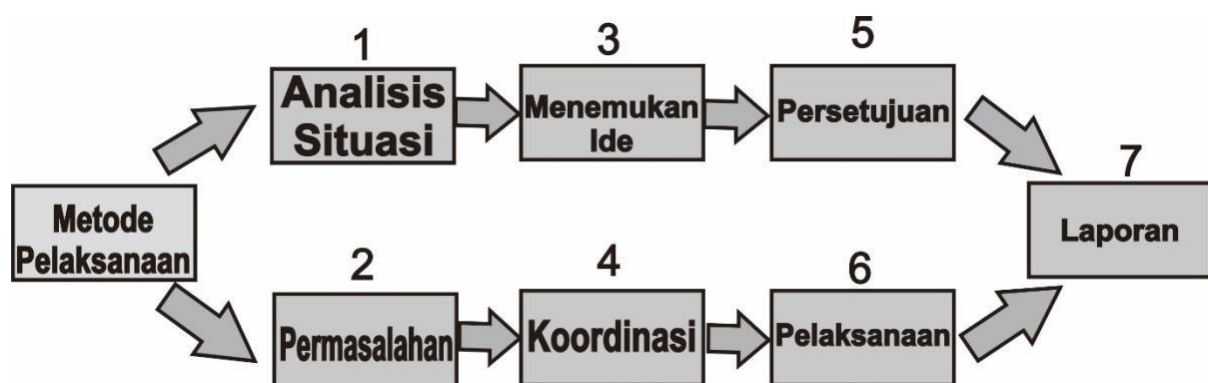 1
3
5
Analisis
Situasi
Menemukan
Ide
Persetujuan
7
Metode
Pelaksanaan
Laporan
2
4
6
Permasalahan
Koordinasi
Pelaksanaan